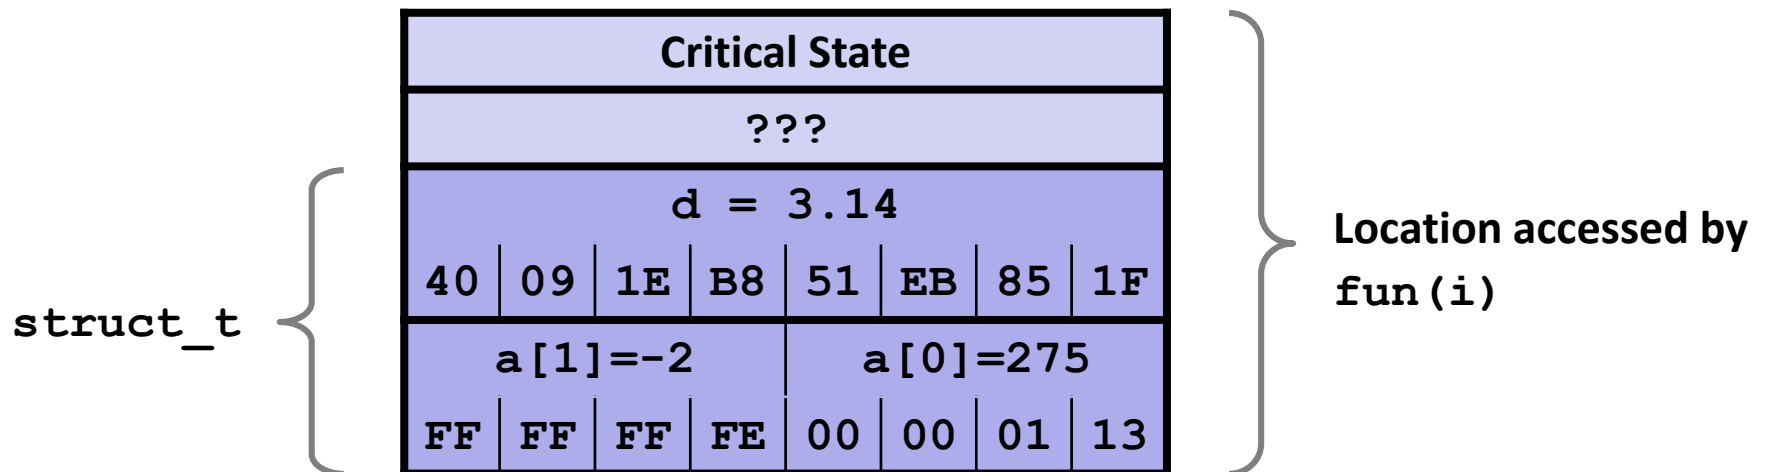 Critical State
???
d = 3.14
40 09 1E B8 51 EB 85 1F
a[1]=-2 a[0]=275
FF FF FF FE 00 00 01 13
struct_t
Location accessed by
fun(i)